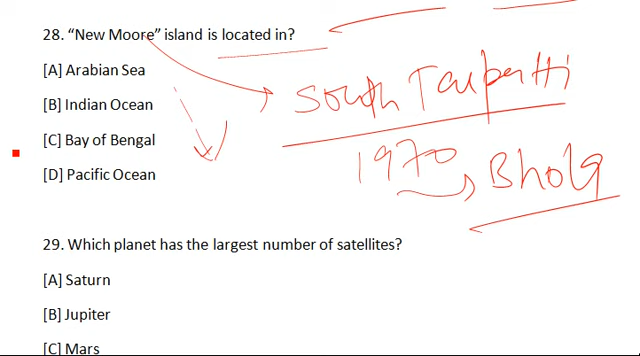 28. “New Moore” island is located in?
[A] Arabian Sea
South Talpatti
[B] Indian Ocean
[C] Bay of Bengal
1970, Bhola
[D] Pacific Ocean
29. Which planet has the largest number of satellites?
[A] Saturn
[B] Jupiter
[C] Mars